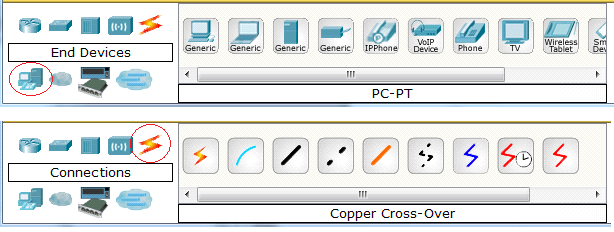 End Devices
Generic Generic Generic Generic IPPhone VoIP Device Phone TV Wireless Tablet
PC-PT
Connections
Copper Cross-Over